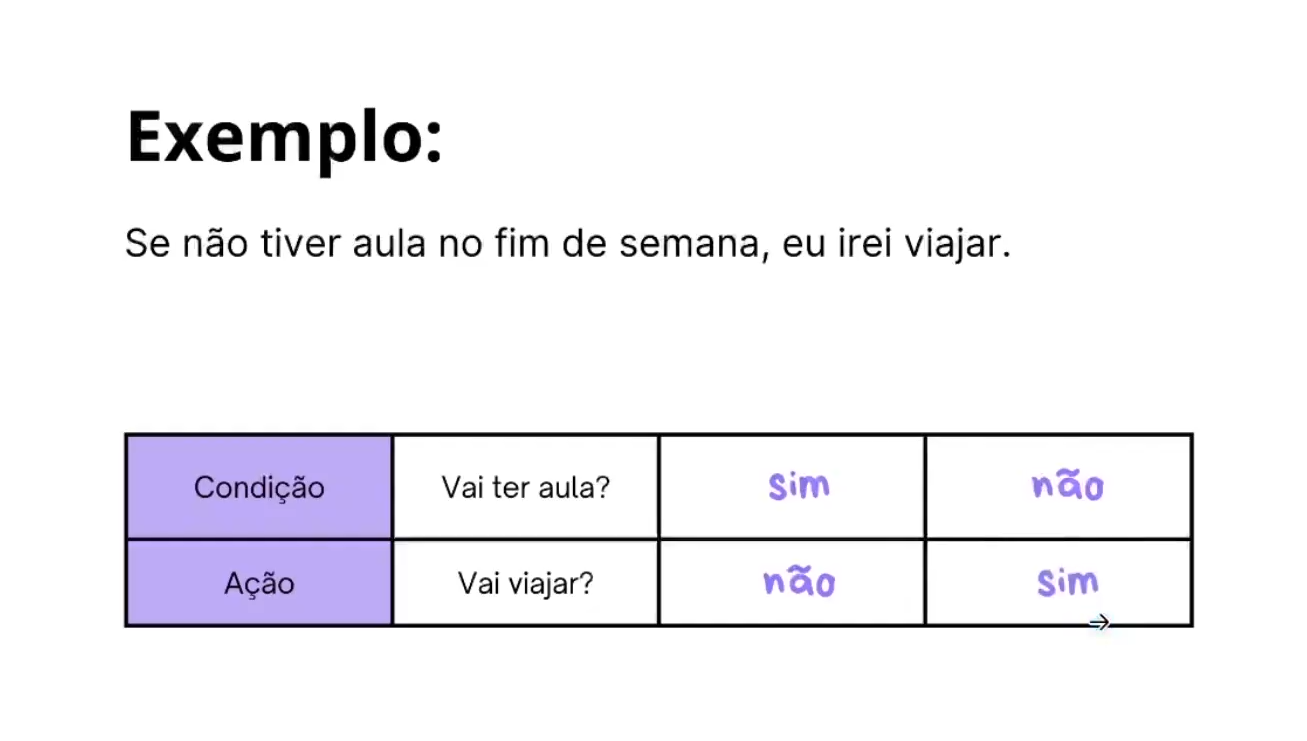 Exemplo:
Se não tiver aula no fim de semana, eu irei viajar.
Condição Vai ter aula? sim não
Ação Vai viajar? não sim